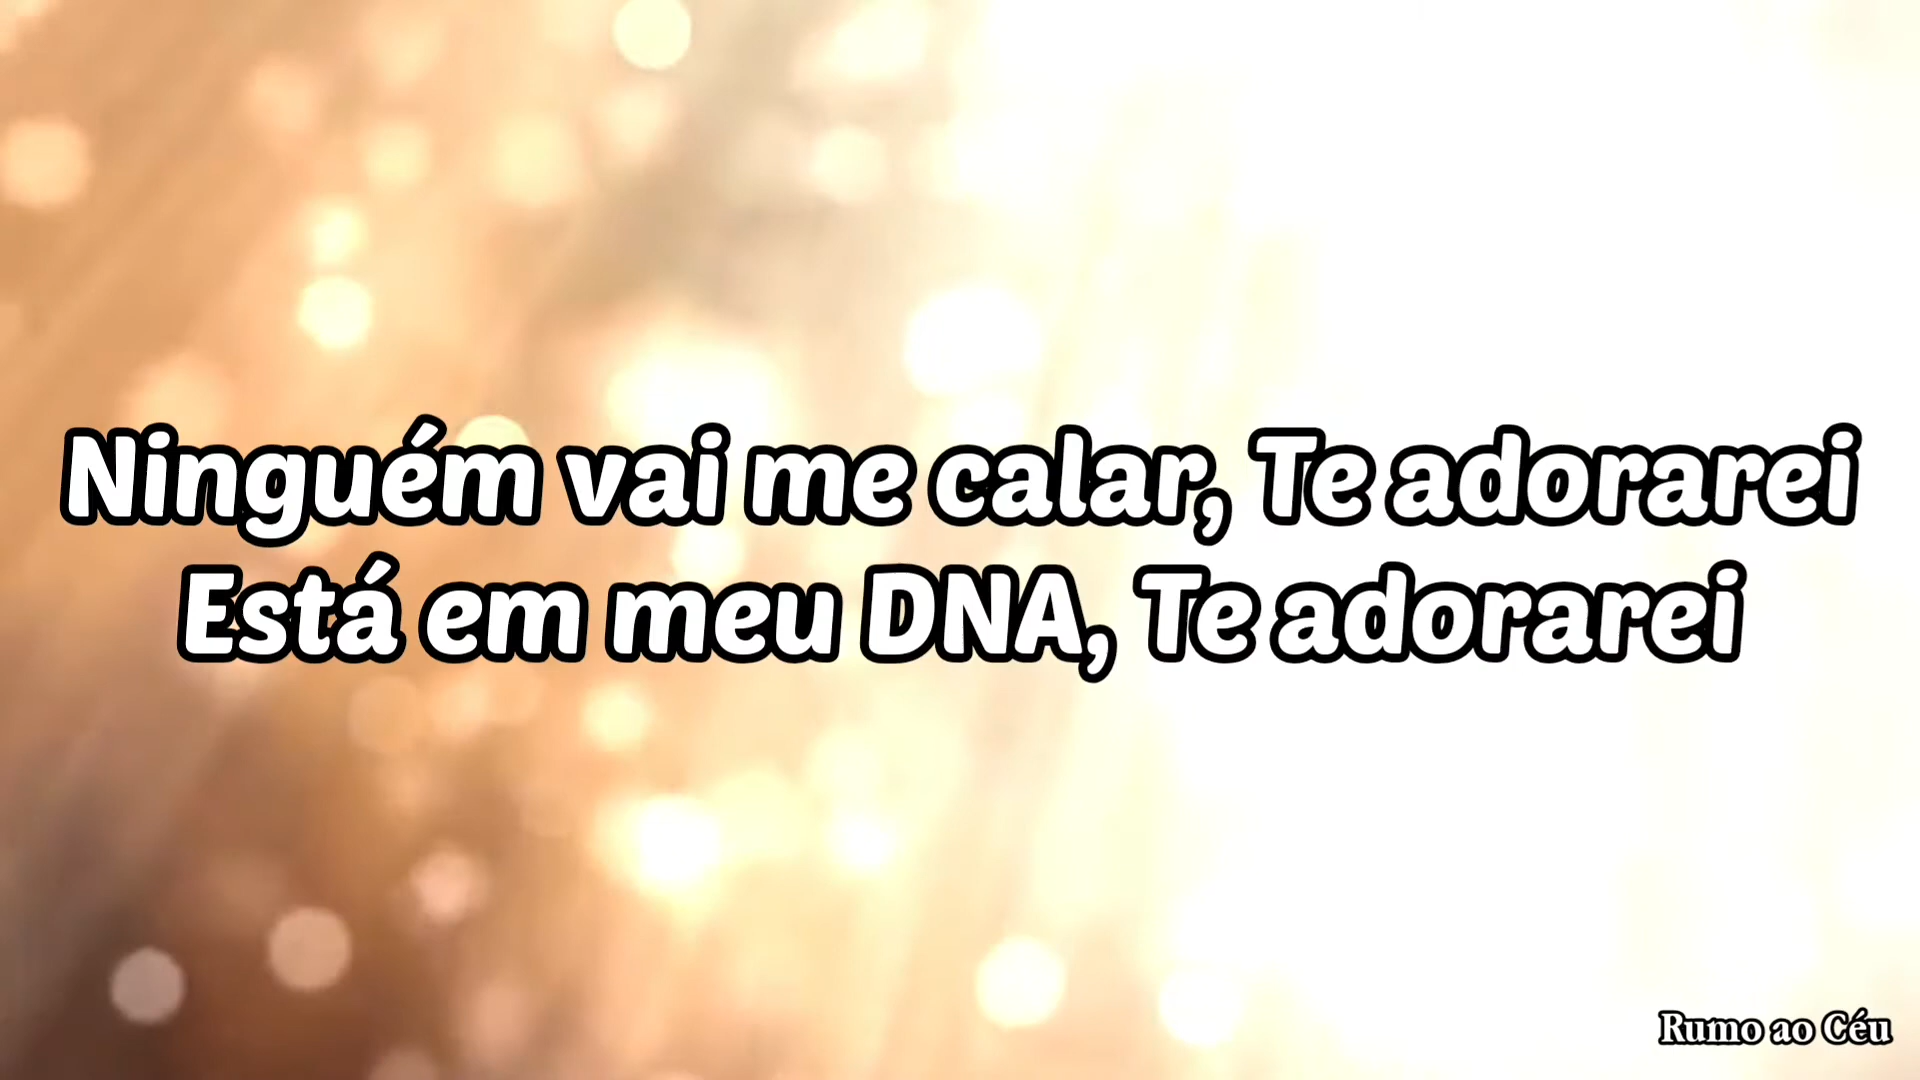 Ninguém vai me calar, Te adorarei
Está em meu DNA, Te adorarei
Rumo ao Céu